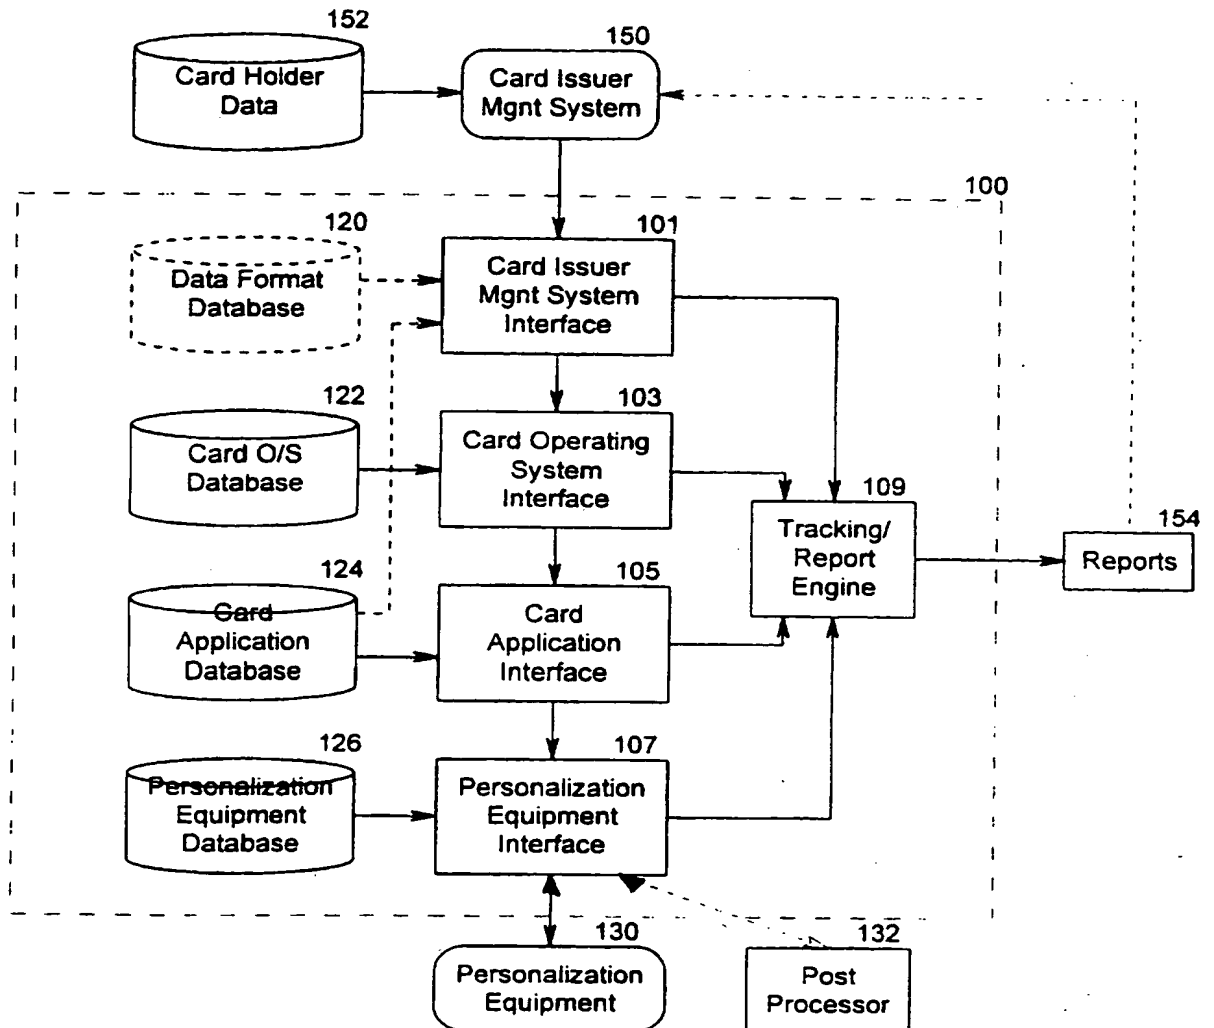 152
Card Holder
Data
150
Card Issuer
Mgnt System
100
120
Data Format
Database
101
Card Issuer
Mgnt System
Interface
122
Card O/S
Database
103
Card Operating
System
Interface
109
Tracking/
Report
Engine
154
Reports
124
Card
Application
Database
105
Card
Application
Interface
126
Personalization
Equipment
Database
107
Personalization
Equipment
Interface
130
Personalization
Equipment
132
Post
Processor